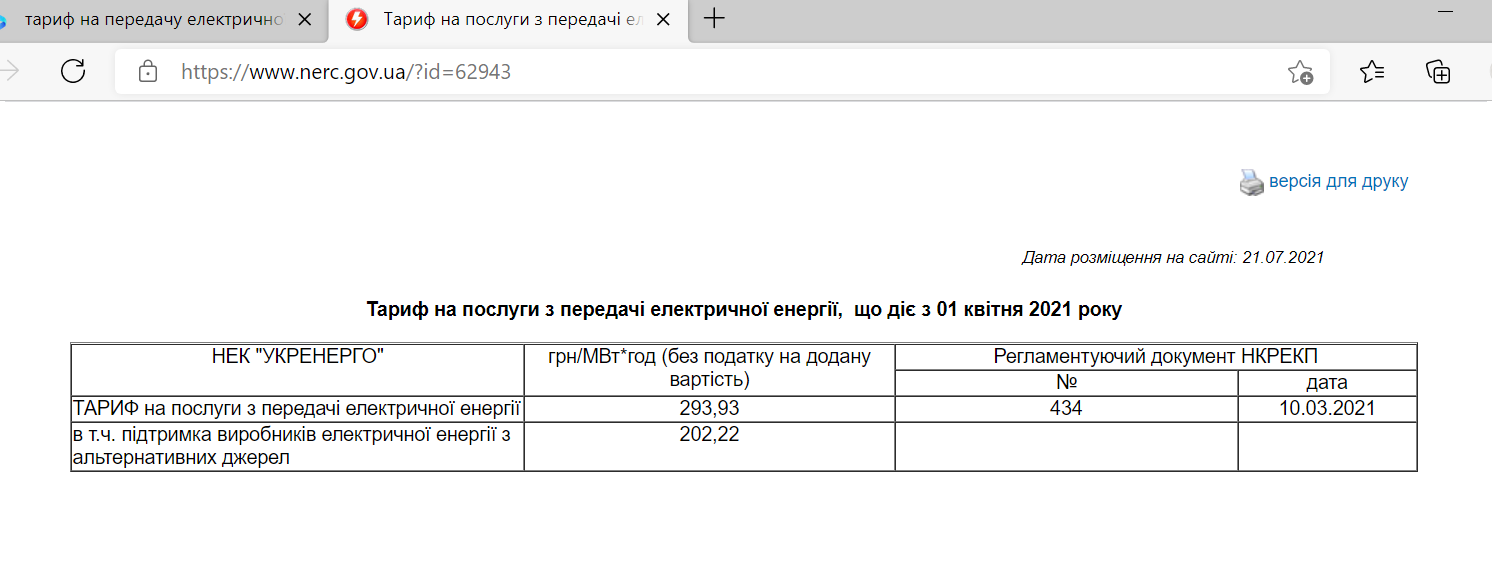 тариф на передачу електрично
Тариф на послуги з передачі ел
https://www.nerc.gov.ua/?id=62943
версія для друку
Дата розміщення на сайті: 21.07.2021
Тариф на послуги з передачі електричної енергії, що діє з 01 квітня 2021 року
НЕК "УКРЕНЕРГО"
грн/МВт*год (без податку на додану
вартість)
Регламентуючий документ НКРЕКП
№
дата
ТАРИФ на послуги з передачі електричної енергії
293,93
434
10.03.2021
в т.ч. підтримка виробників електричної енергії з
альтернативних джерел
202,22